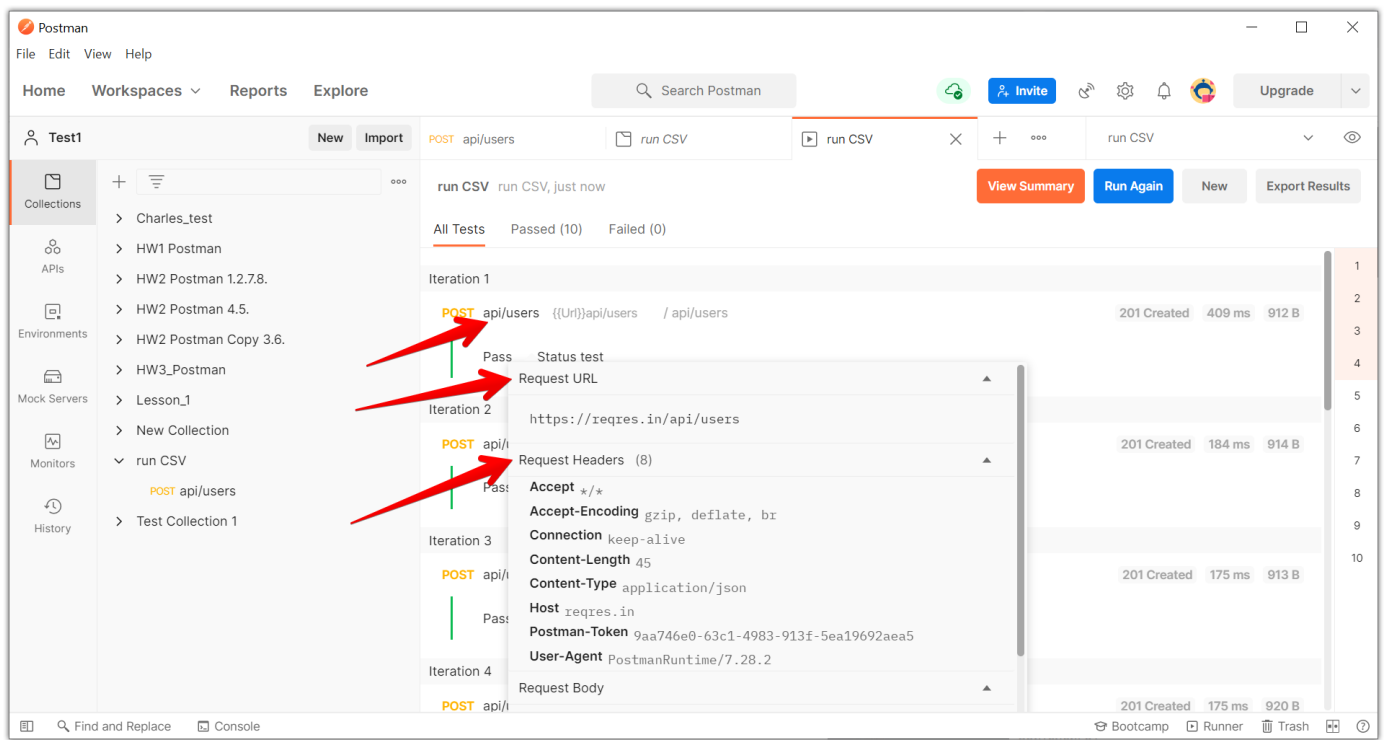 Postman
File Edit View Help
Home Workspaces Reports Explore Search Postman Invite Upgrade
Test1 New Import POST api/users run CSV run CSV run CSV
Collections
APIs
Environments
Mock Servers
Monitors
History
Charles_test
HW1 Postman
HW2 Postman 1.2.7.8.
HW2 Postman 4.5.
HW2 Postman Copy 3.6.
HW3_Postman
Lesson_1
New Collection
run CSV
POST api/users
Test Collection 1
run CSV run CSV, just now View Summary Run Again New Export Results
All Tests Passed (10) Failed (0)
Iteration 1
POST api/users {{Url}}api/users / api/users 201 Created 409 ms 912 B
Pass Status test
Iteration 2
POST api/u 201 Created 184 ms 914 B
Pass
Iteration 3
POST api/u 201 Created 175 ms 913 B
Pass
Iteration 4
POST api/u 201 Created 175 ms 920 B
Request URL
https://reqres.in/api/users
Request Headers (8)
Accept */*
Accept-Encoding gzip, deflate, br
Connection keep-alive
Content-Length 45
Content-Type application/json
Host reqres.in
Postman-Token 9aa746e0-63c1-4983-913f-5ea19692aea5
User-Agent PostmanRuntime/7.28.2
Request Body
1
2
3
4
5
6
7
8
9
10
Find and Replace Console Bootcamp Runner Trash